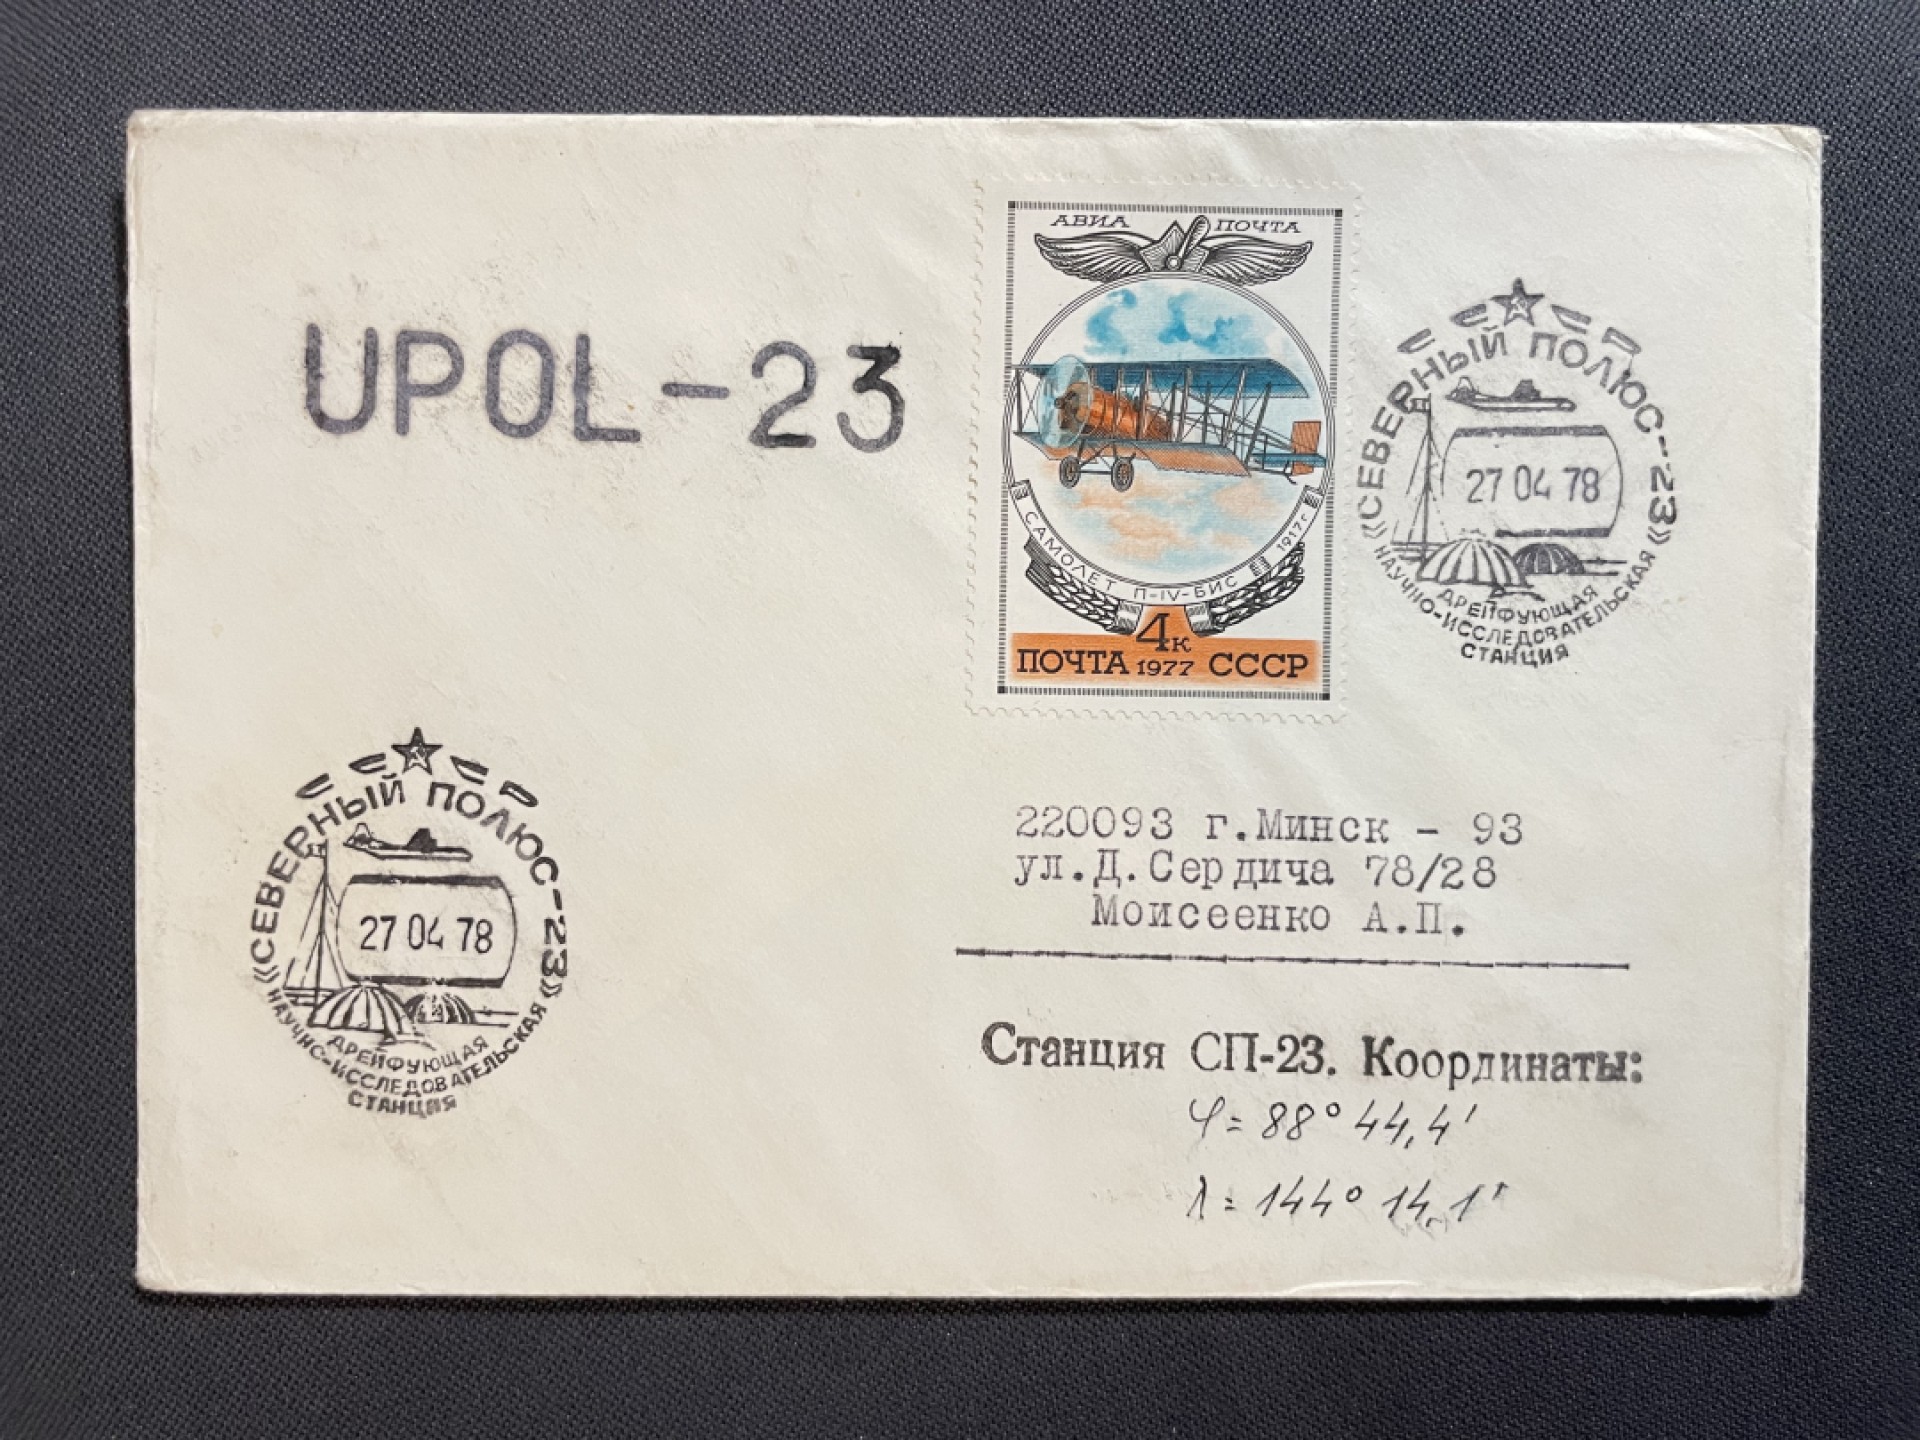 UPOL-23
АВИА ПОЧТА
САМОЛЕТ П-IV-БИС 1917г
4к
ПОЧТА 1977 СССР
«СЕВЕРНЫЙ ПОЛЮС-23»
27 04 78
ДРЕЙФУЮЩАЯ
НАУЧНО-ИССЛЕДОВАТЕЛЬСКАЯ
СТАНЦИЯ
«СЕВЕРНЫЙ ПОЛЮС-23»
27 04 78
ДРЕЙФУЮЩАЯ
НАУЧНО-ИССЛЕДОВАТЕЛЬСКАЯ
СТАНЦИЯ
220093 г.Минск - 93
ул.Д.Сердича 78/28
Моисеенко А.П.
Станция СП-23. Координаты:
φ= 88° 44,4'
λ= 144° 14,1'